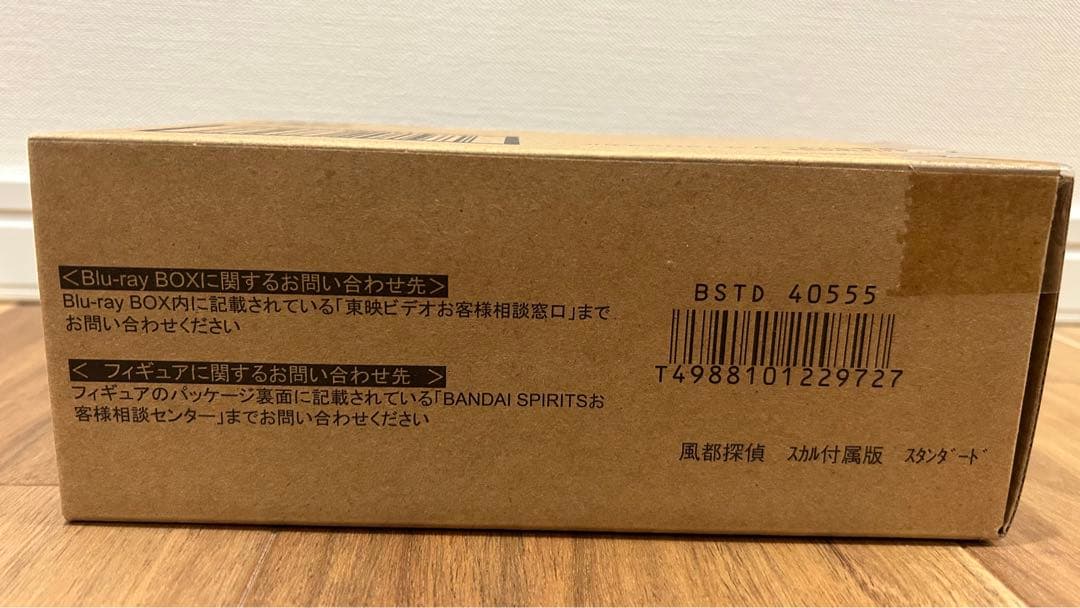 <Blu-ray BOXに関するお問い合わせ先>
Blu-ray BOX内に記載されている「東映ビデオお客様相談窓口」まで
お問い合わせください
< フィギュアに関するお問い合わせ先 >
フィギュアのパッケージ裏面に記載されている「BANDAI SPIRITSお
客様相談センター」までお問い合わせください
BSTD 40555
T4988101229727
風都探偵 スカル付属版 スタンダード